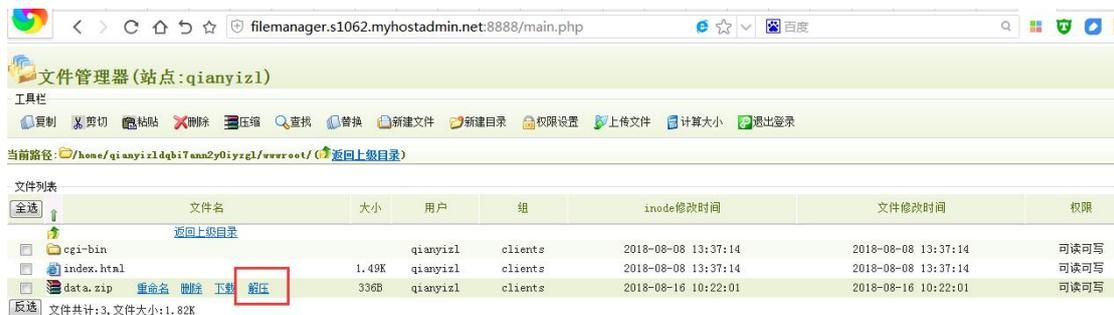 filemanager.s1062.myhostadmin.net:8888/main.php 百度
文件管理器(站点:qianyizl)
工具栏
复制 剪切 粘贴 删除 压缩 查找 替换 新建文件 新建目录 权限设置 上传文件 计算大小 退出登录
当前路径:/home/qianyizldqbi7ann2y0iyzgl/wwwroot/(返回上级目录)
文件列表
全选 文件名 大小 用户 组 inode修改时间 文件修改时间 权限
返回上级目录
cgi-bin qianyizl clients 2018-08-08 13:37:14 2018-08-08 13:37:14 可读可写
index.html 1.49K qianyizl clients 2018-08-08 13:37:14 2018-08-08 13:37:14 可读可写
data.zip 重命名 删除 下载 解压 336B qianyizl clients 2018-08-16 10:22:01 2018-08-16 10:22:01 可读可写
反选 文件共计:3,文件大小:1.82K